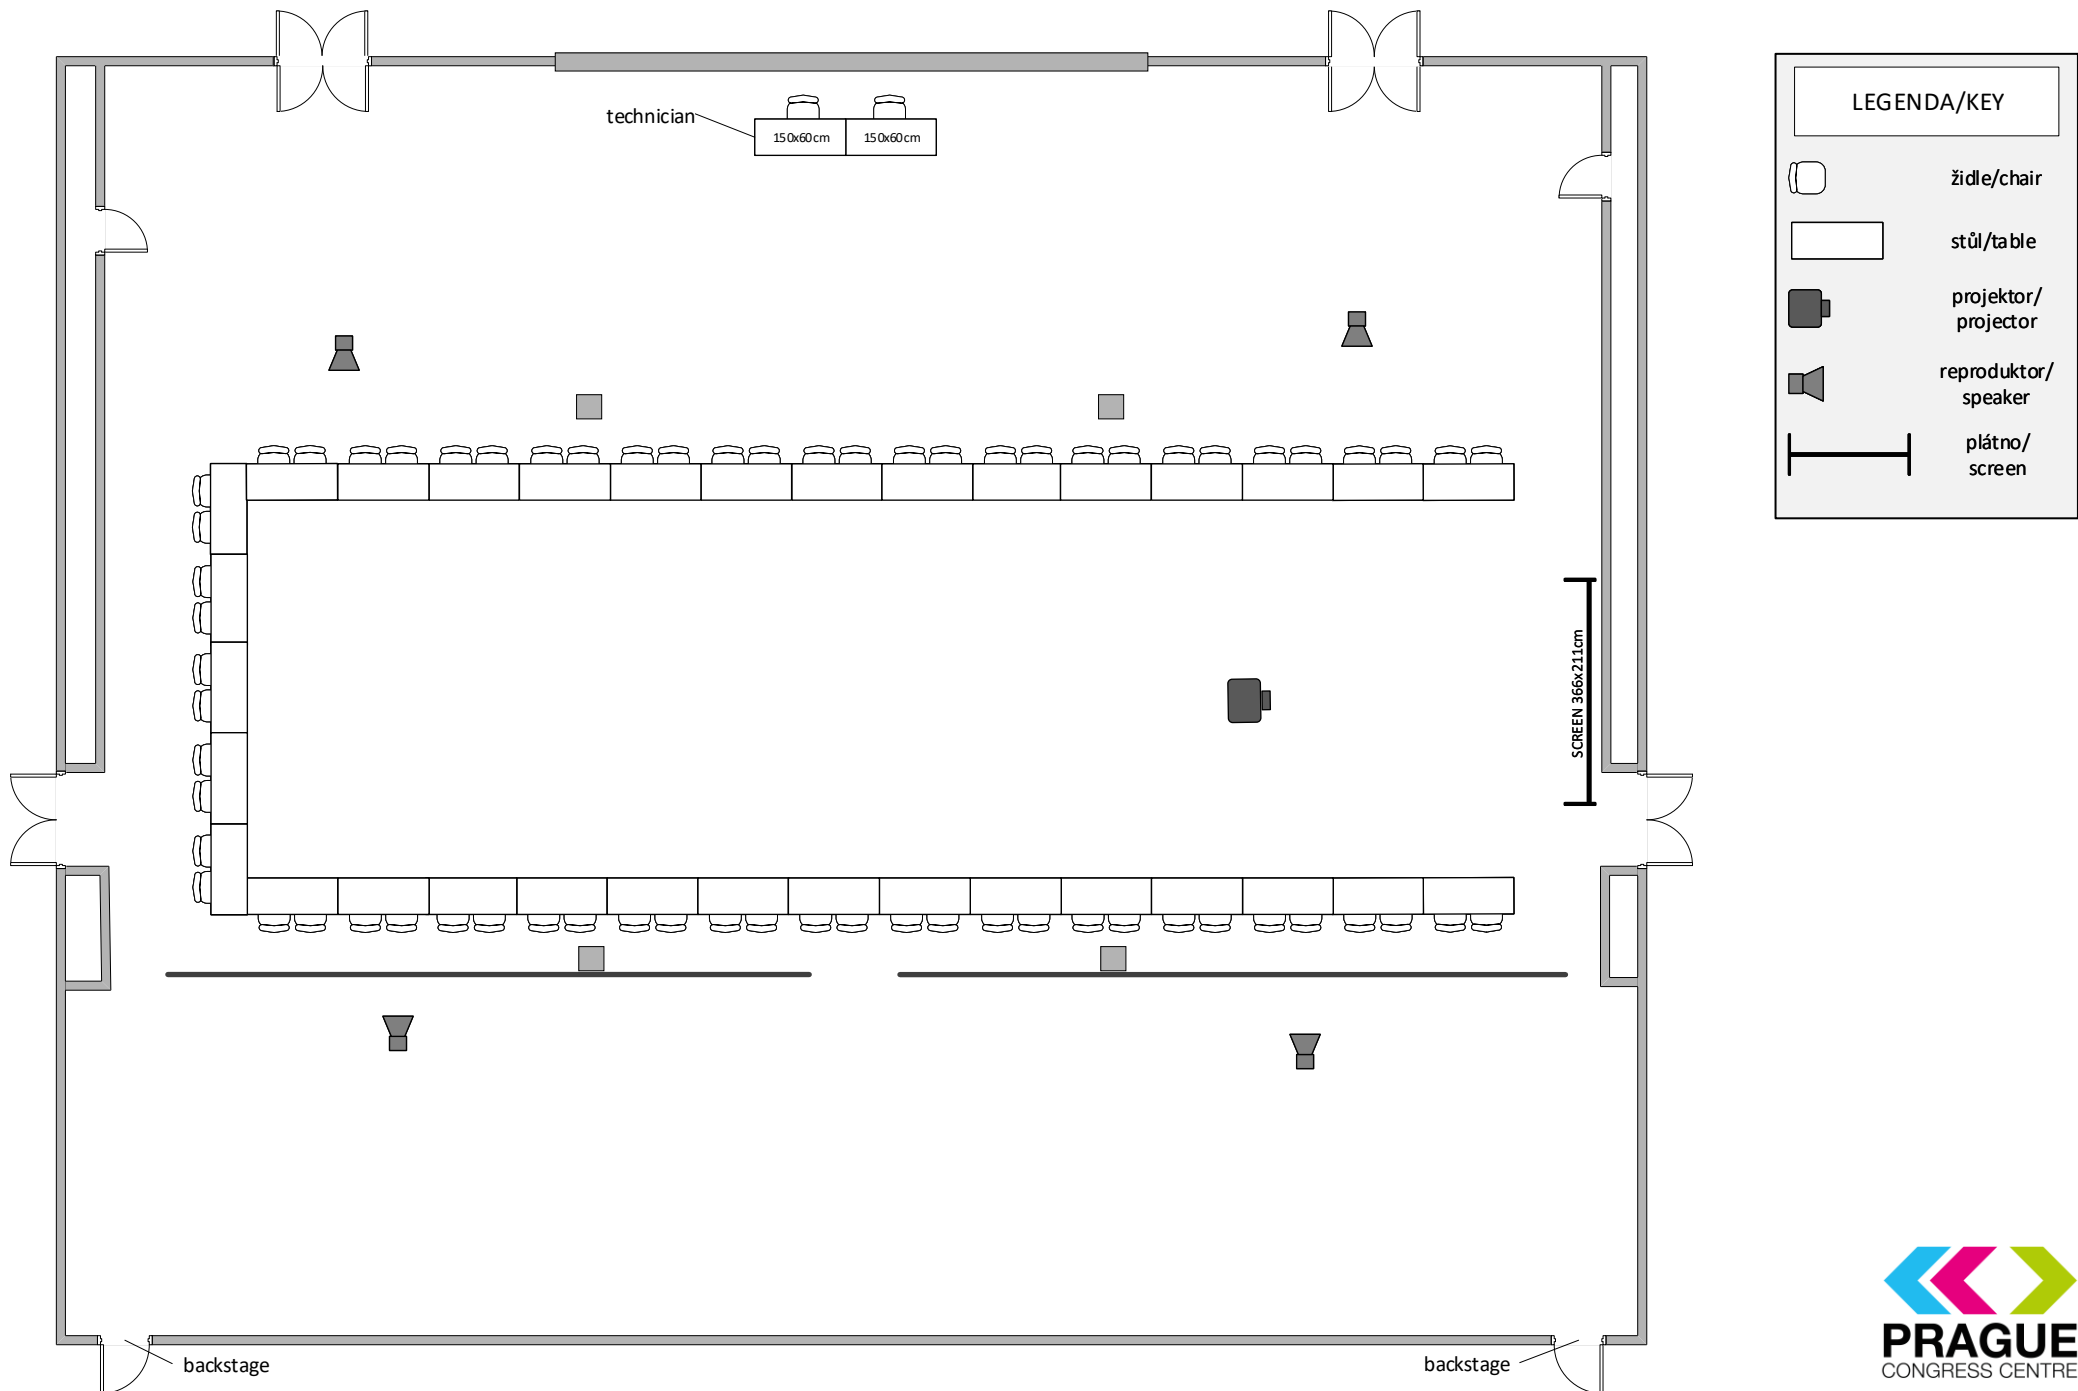 technician
150x60cm
150x60cm
LEGENDA/KEY
židle/chair
stůl/table
projektor/
projector
reproduktor/
speaker
plátno/
screen
SCREEN 366x211cm
backstage
backstage
PRAGUE
CONGRESS CENTRE